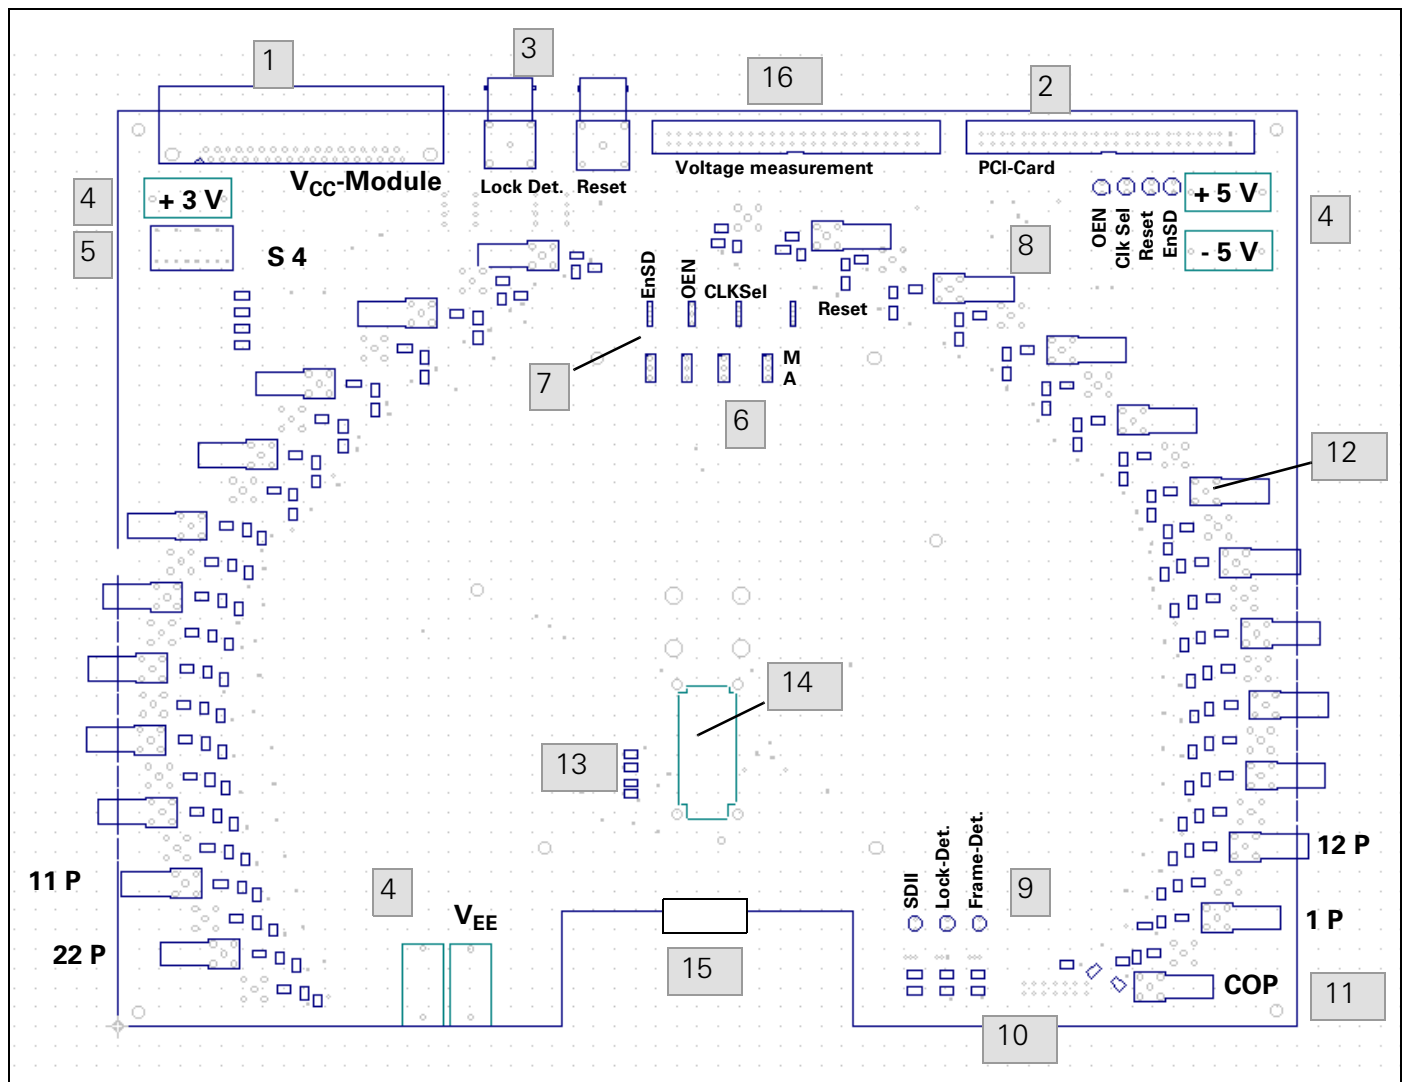 1
3
16
2
Voltage measurement
PCI-Card
V_CC-Module
Lock Det.
Reset
4
+ 3 V
OEN
Clk Sel
Reset
EnSD
+ 5 V
4
5
S 4
8
- 5 V
EnSD
OEN
CLKSel
Reset
7
M
A
6
12
14
13
11 P
4
V_EE
SDII
Lock-Det.
Frame-Det.
9
12 P
1 P
22 P
15
COP
11
10